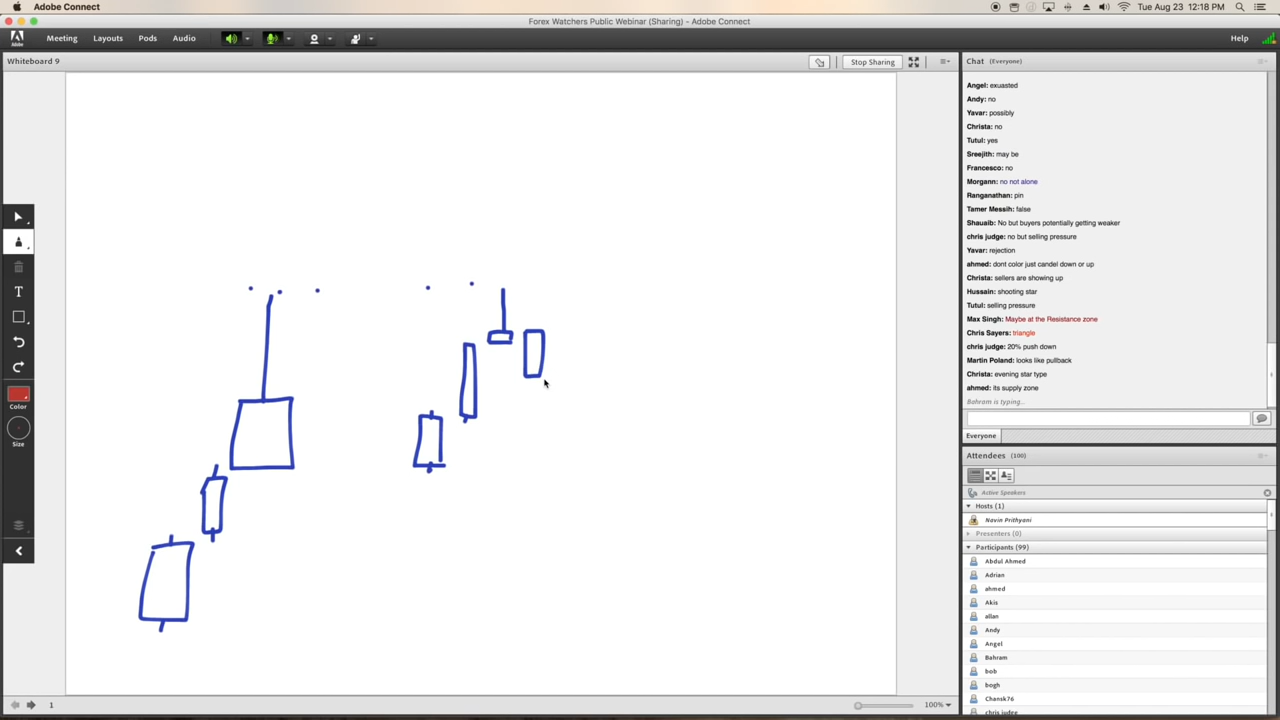 Adobe Connect
Tue Aug 23 12:18 PM
Forex Watchers Public Webinar (Sharing) - Adobe Connect
Adobe
Meeting
Layouts
Pods
Audio
Help
Whiteboard 9
Stop Sharing
T
Color
Size
1
100%
Chat (Everyone)
Angel: exuasted
Andy: no
Yavar: possibly
Christa: no
Tutul: yes
Sreejith: may be
Francesco: no
Morgann: no not alone
Ranganathan: pin
Tamer Messih: false
Shauaib: No but buyers potentially getting weaker
chris judge: no but selling pressure
Yavar: rejection
ahmed: dont color just candel down or up
Christa: sellers are showing up
Hussain: shooting star
Tutul: selling pressure
Max Singh: Maybe at the Resistance zone
Chris Sayers: triangle
chris judge: 20% push down
Martin Poland: looks like pullback
Christa: evening star type
ahmed: its supply zone
Bahram is typing...
Everyone
Attendees (100)
Active Speakers
Hosts (1)
Navin Prithyani
Presenters (0)
Participants (99)
Abdul Ahmed
Adrian
ahmed
Akis
allan
Andy
Angel
Bahram
bob
bogh
Chansk76
chris judge